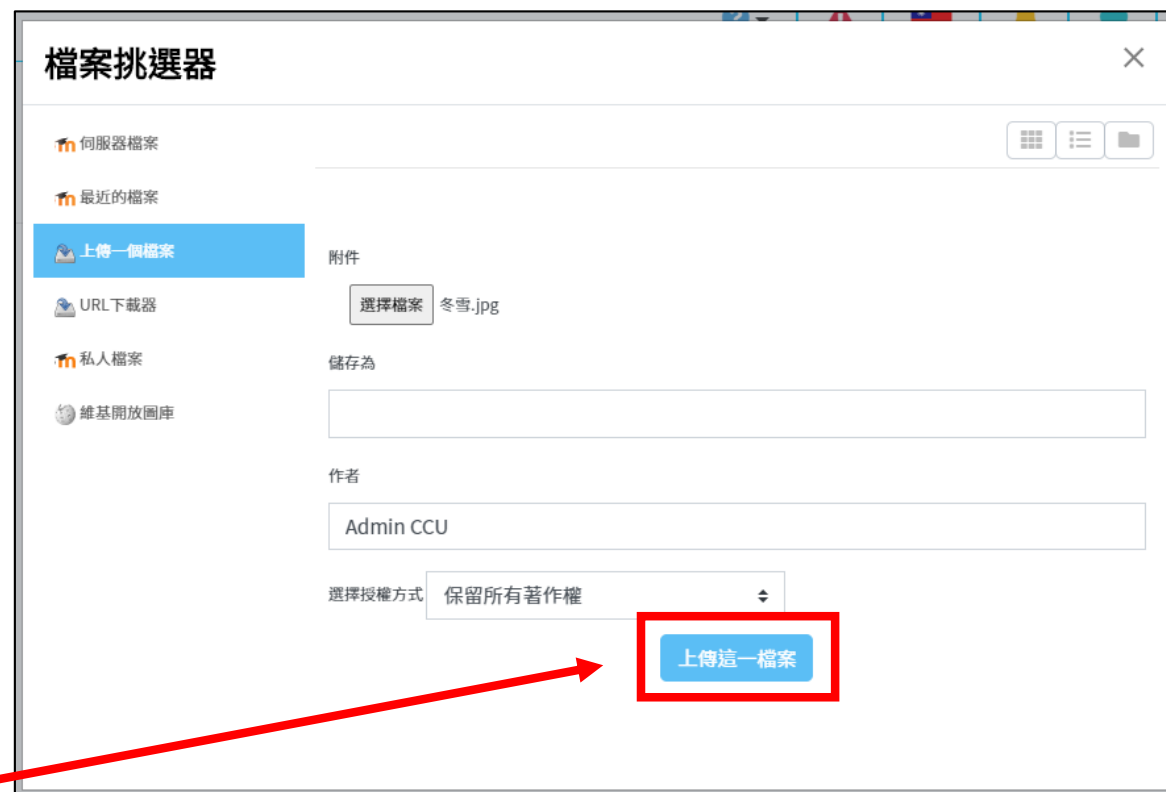 檔案挑選器
伺服器檔案
最近的檔案
上傳一個檔案
URL下載器
私人檔案
維基開放圖庫
附件
選擇檔案 冬雪.jpg
儲存為
作者
Admin CCU
選擇授權方式 保留所有著作權
上傳這一檔案